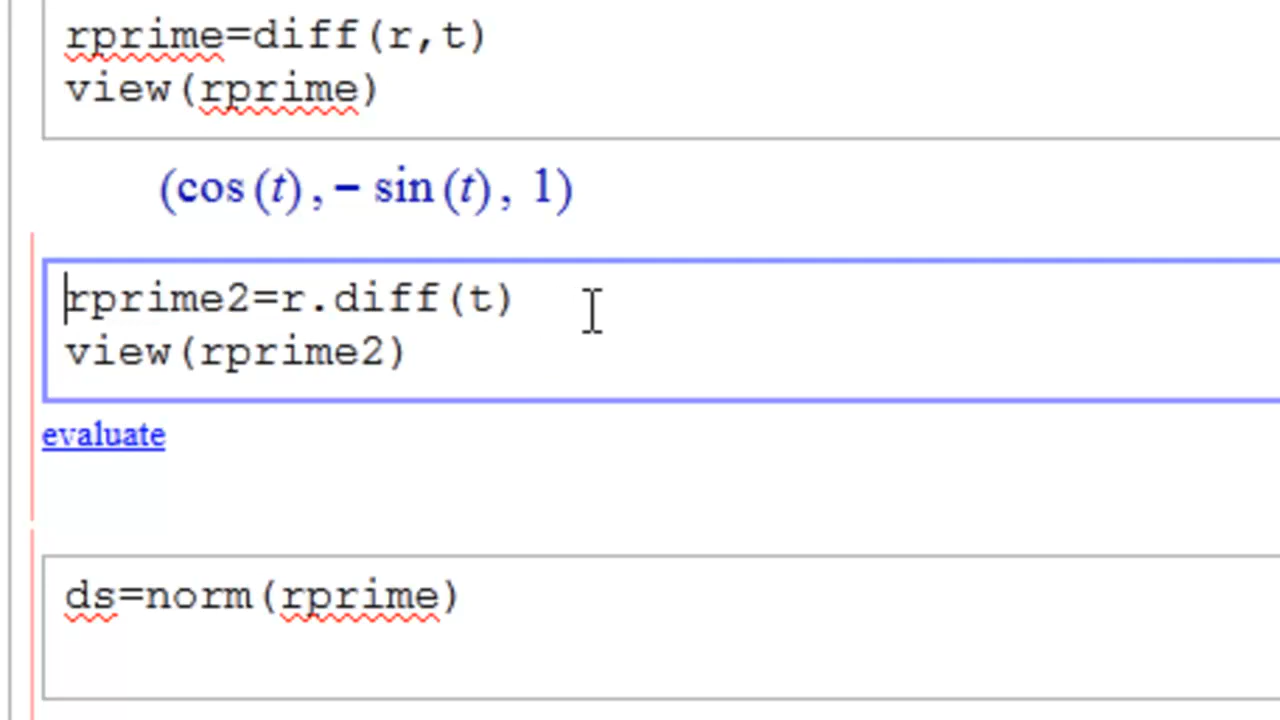 rprime=diff(r,t)
view(rprime)
(cos(t),− sin(t), 1)
rprime2=r.diff(t)
view(rprime2)
evaluate
ds=norm(rprime)